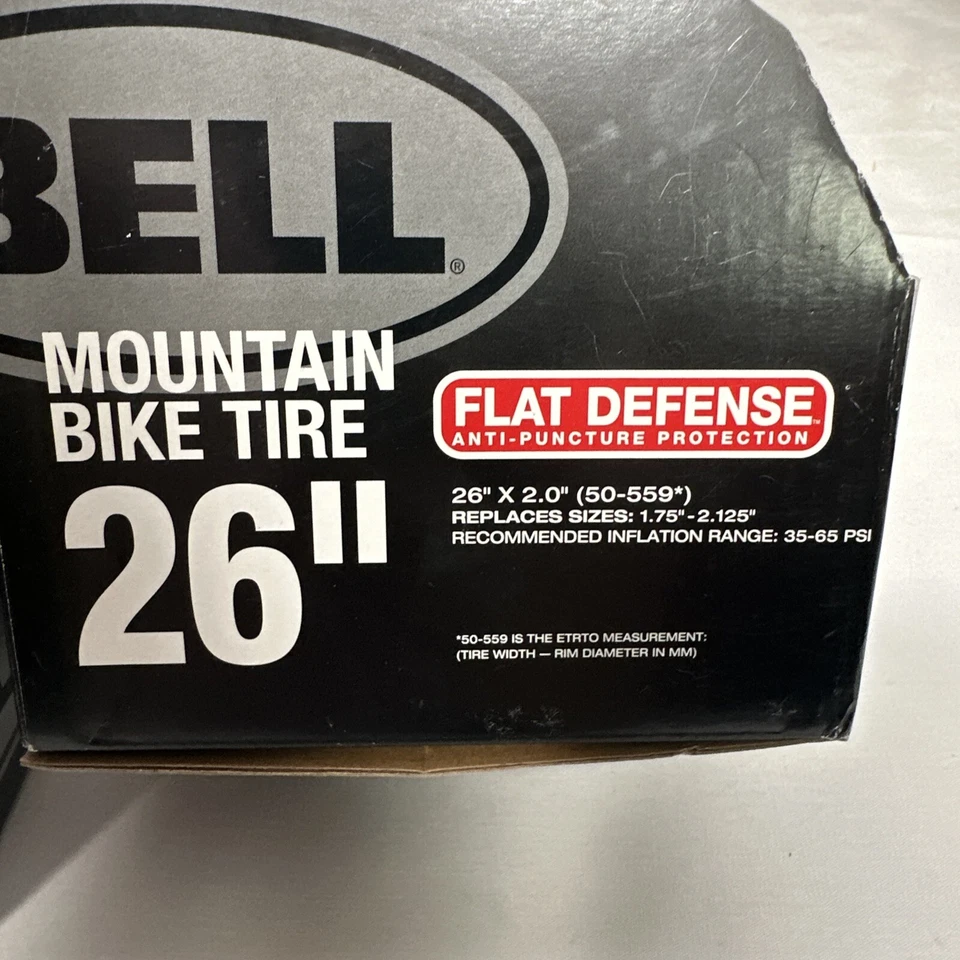 BELL®
MOUNTAIN
BIKE TIRE
26"
FLAT DEFENSE™
ANTI-PUNCTURE PROTECTION
26" X 2.0" (50-559*)
REPLACES SIZES: 1.75"-2.125"
RECOMMENDED INFLATION RANGE: 35-65 PSI
*50-559 IS THE ETRTO MEASUREMENT:
(TIRE WIDTH — RIM DIAMETER IN MM)